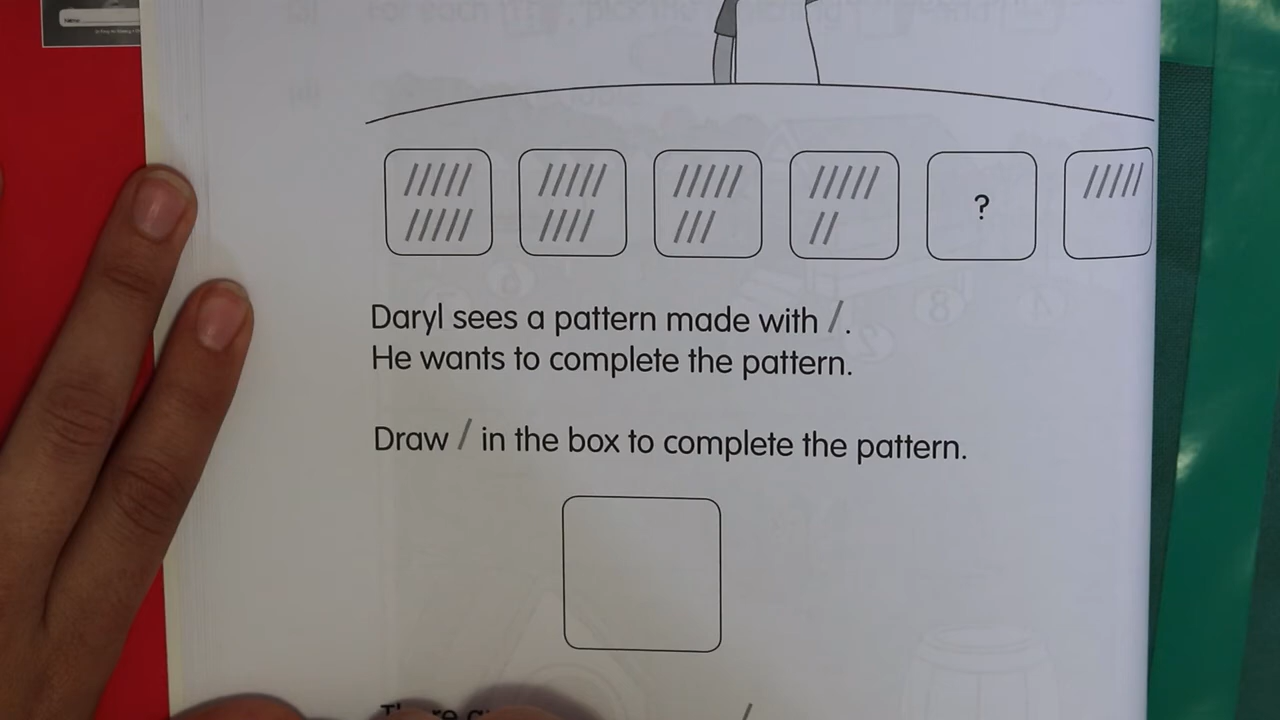 ?
Daryl sees a pattern made with /.
He wants to complete the pattern.
Draw / in the box to complete the pattern.